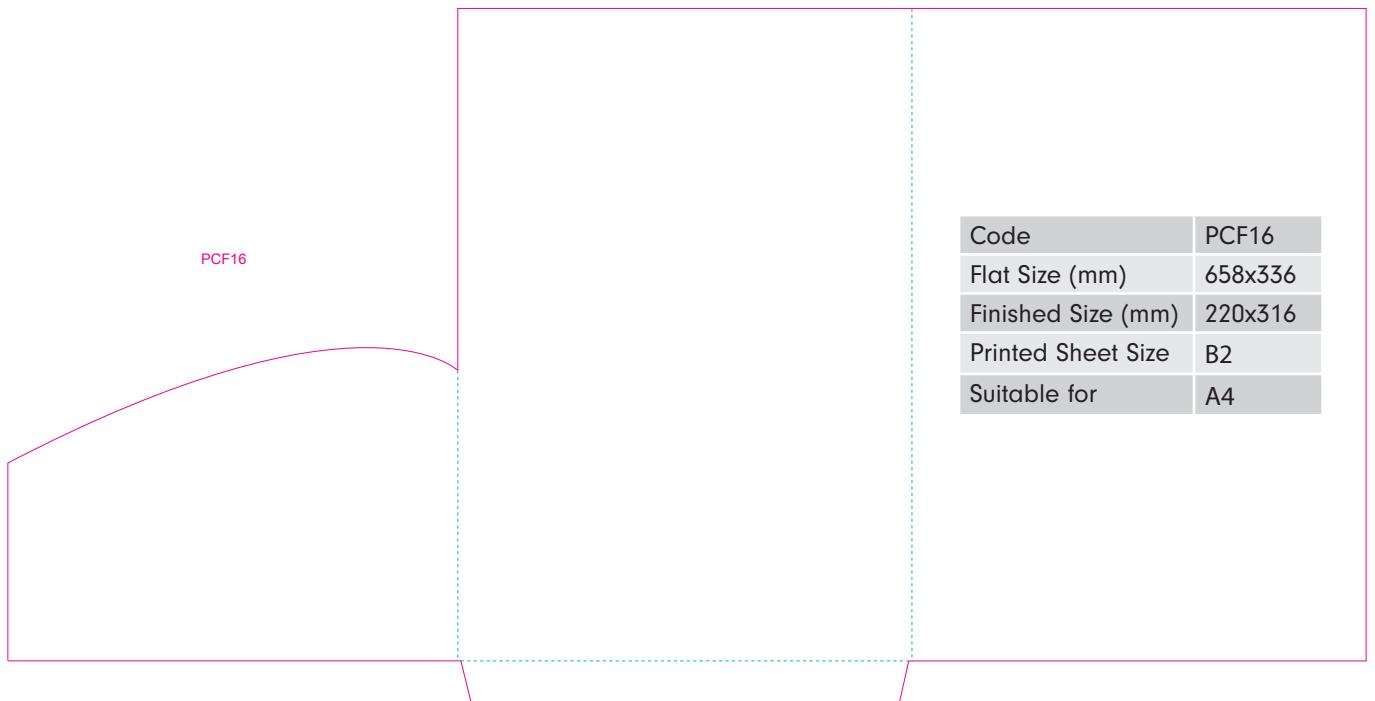 PCF16
Code PCF16
Flat Size (mm) 658x336
Finished Size (mm) 220x316
Printed Sheet Size B2
Suitable for A4